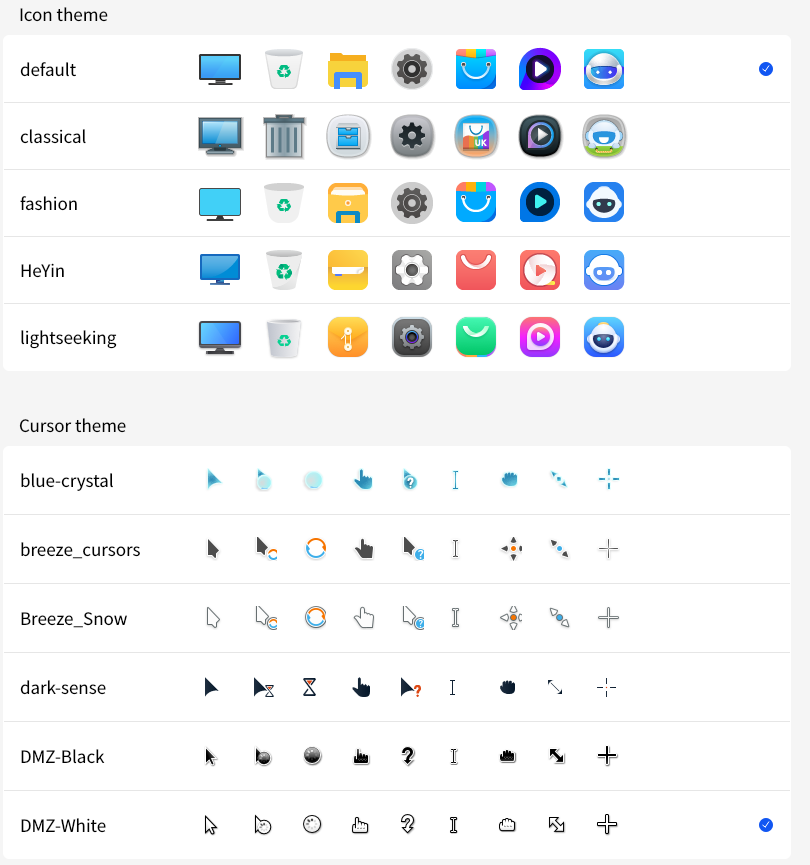 Icon theme
default
classical
UK
fashion
HeYin
lightseeking
Cursor theme
blue-crystal
breeze_cursors
Breeze_Snow
dark-sense
DMZ-Black
DMZ-White